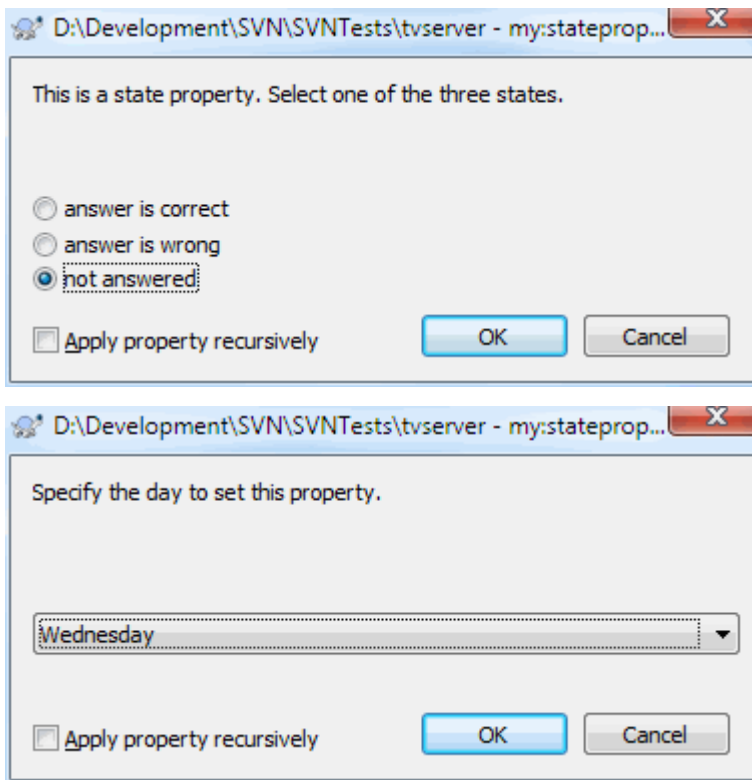 D:\Development\SVN\SVNTests\tvserver - my:stateprop...
This is a state property. Select one of the three states.
answer is correct
answer is wrong
not answered
Apply property recursively
OK
Cancel
D:\Development\SVN\SVNTests\tvserver - my:stateprop...
Specify the day to set this property.
Wednesday
Apply property recursively
OK
Cancel